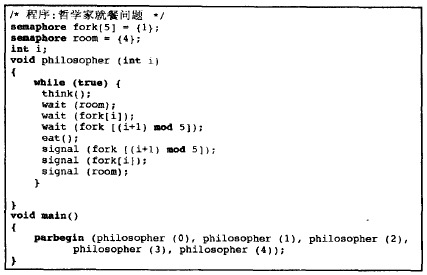 /* 程序:哲学家就餐问题 */
semaphore fork[5] = {1};
semaphore room = {4};
int i;
void philosopher (int i)
{
while (true) {
think();
wait (room);
wait (fork[i]);
wait (fork [(i+1) mod 5]);
eat();
signal (fork [(i+1) mod 5]);
signal (fork[i]);
signal (room);
}
}
void main()
{
parbegin (philosopher (0), philosopher (1), philosopher (2),
philosopher (3), philosopher (4));
}